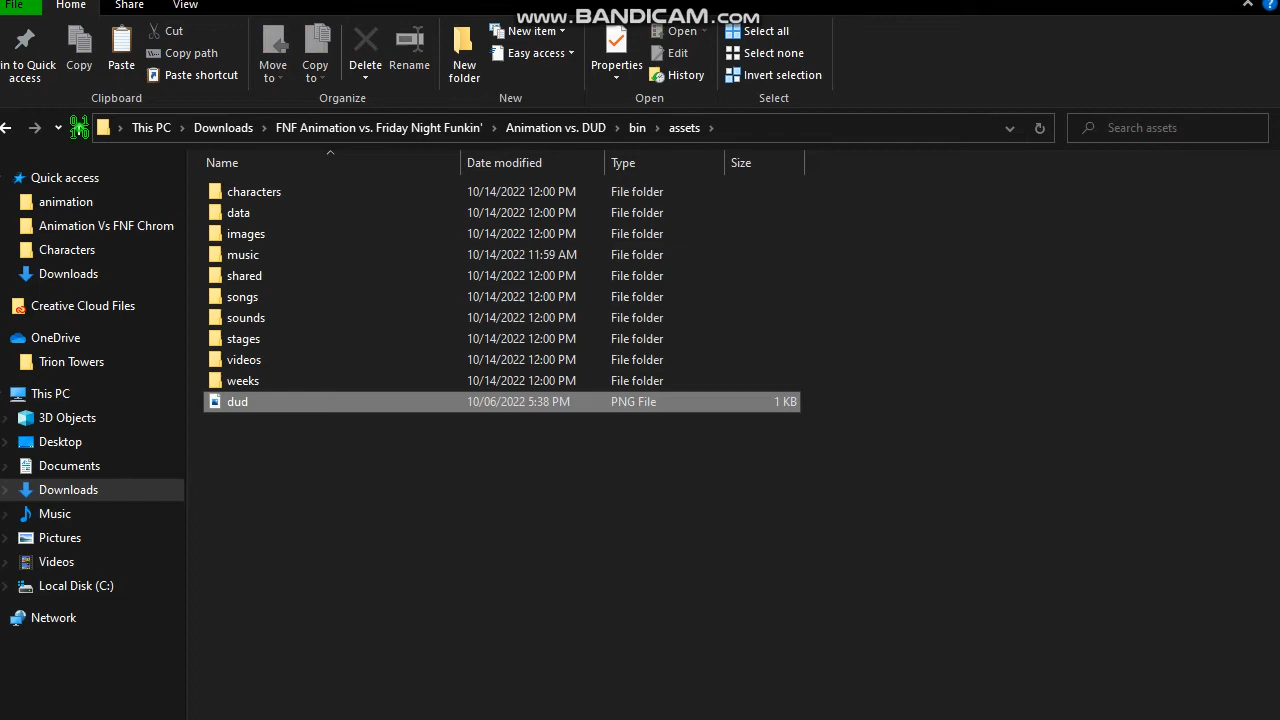 www.BANDICAM.com
File Home Share View
in to Quick access
Copy
Paste
Cut
Copy path
Paste shortcut
Clipboard
Move to
Copy to
Delete
Rename
Organize
New folder
New item
Easy access
New
Properties
Open
Edit
History
Open
Select all
Select none
Invert selection
Select
This PC Downloads FNF Animation vs. Friday Night Funkin' Animation vs. DUD bin assets
Search assets
Name Date modified Type Size
Quick access
animation
Animation Vs FNF Chrom
Characters
Downloads
Creative Cloud Files
OneDrive
Trion Towers
This PC
3D Objects
Desktop
Documents
Downloads
Music
Pictures
Videos
Local Disk (C:)
Network
characters 10/14/2022 12:00 PM File folder
data 10/14/2022 12:00 PM File folder
images 10/14/2022 12:00 PM File folder
music 10/14/2022 11:59 AM File folder
shared 10/14/2022 12:00 PM File folder
songs 10/14/2022 12:00 PM File folder
sounds 10/14/2022 12:00 PM File folder
stages 10/14/2022 12:00 PM File folder
videos 10/14/2022 12:00 PM File folder
weeks 10/14/2022 12:00 PM File folder
dud 10/06/2022 5:38 PM PNG File 1 KB